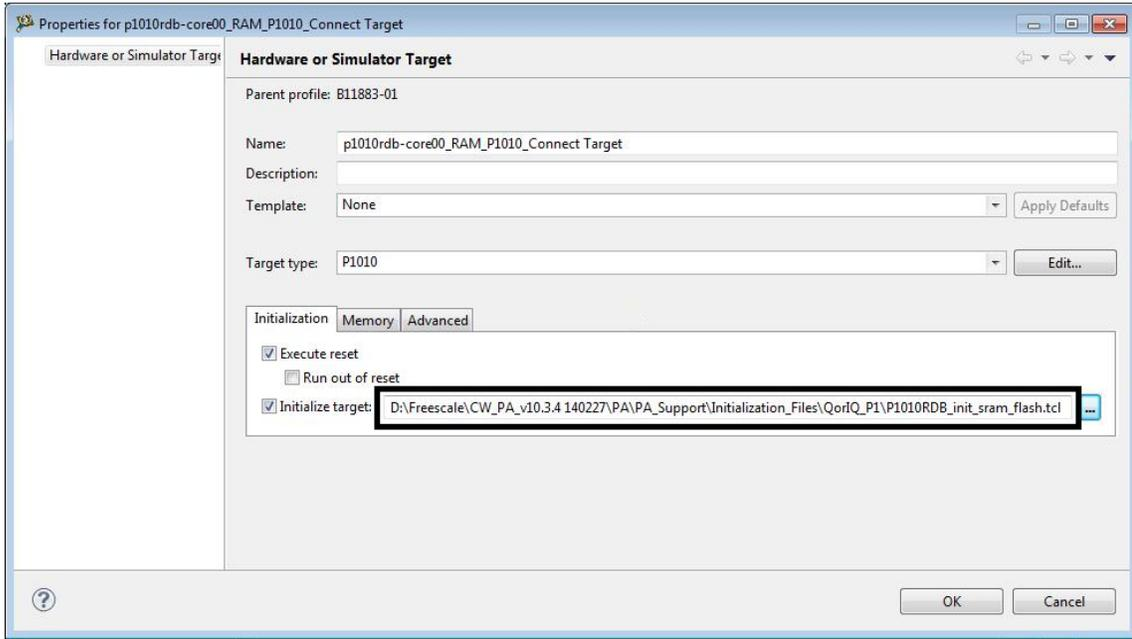 Properties for p1010rdb-core00_RAM_P1010_Connect Target
Hardware or Simulator Targe
Hardware or Simulator Target
Parent profile: B11883-01
Name: p1010rdb-core00_RAM_P1010_Connect Target
Description:
Template: None Apply Defaults
Target type: P1010 Edit...
Initialization Memory Advanced
Execute reset
Run out of reset
Initialize target: D:\Freescale\CW_PA_v10.3.4 140227\PA\PA_Support\Initialization_Files\QorIQ_P1\P1010RDB_init_sram_flash.tcl ...
? OK Cancel